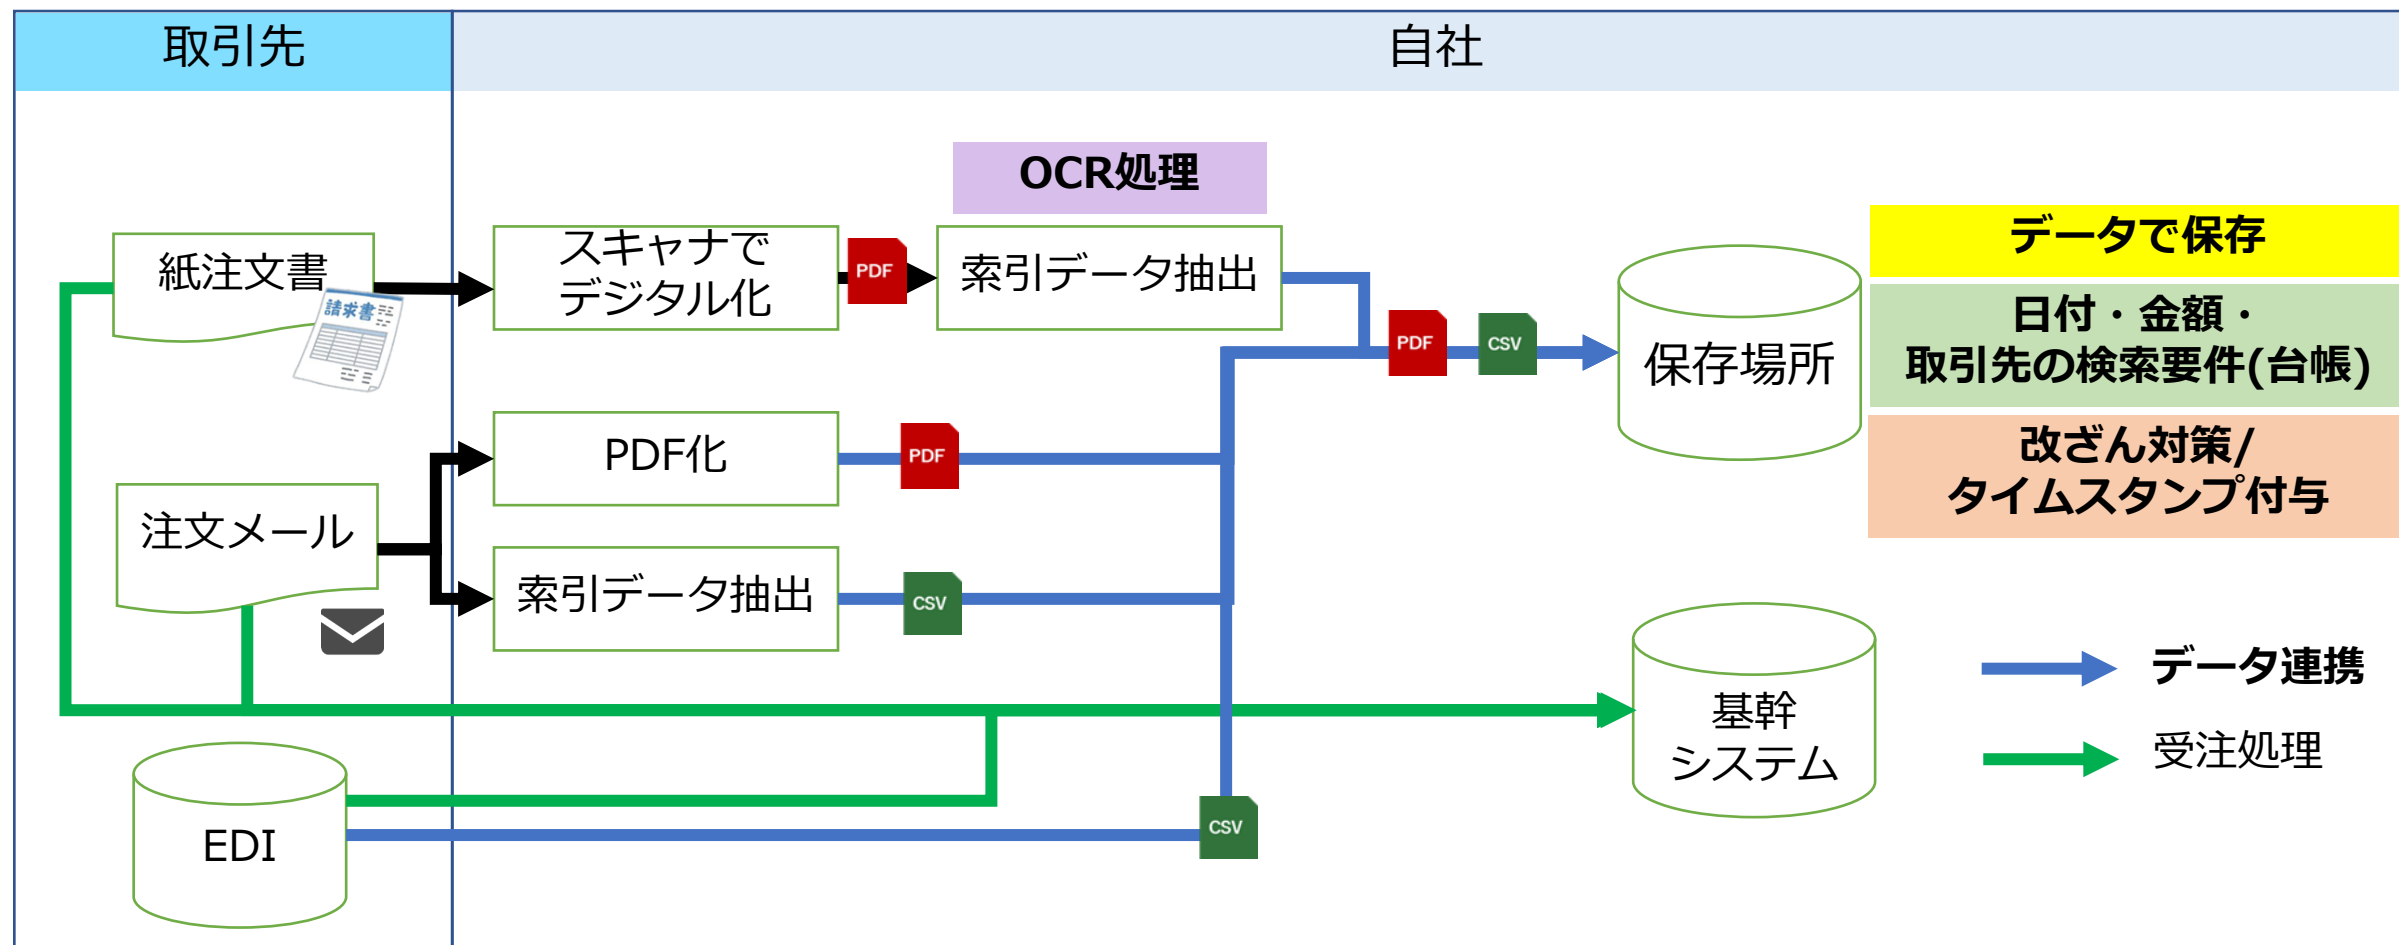 取引先
自社
OCR処理
紙注文書
請求書
スキャナで
デジタル化
PDF
索引データ抽出
PDF
CSV
保存場所
データで保存
日付・金額・
取引先の検索要件(台帳)
改ざん対策/
タイムスタンプ付与
注文メール
PDF化
PDF
索引データ抽出
CSV
基幹
システム
データ連携
受注処理
EDI
CSV